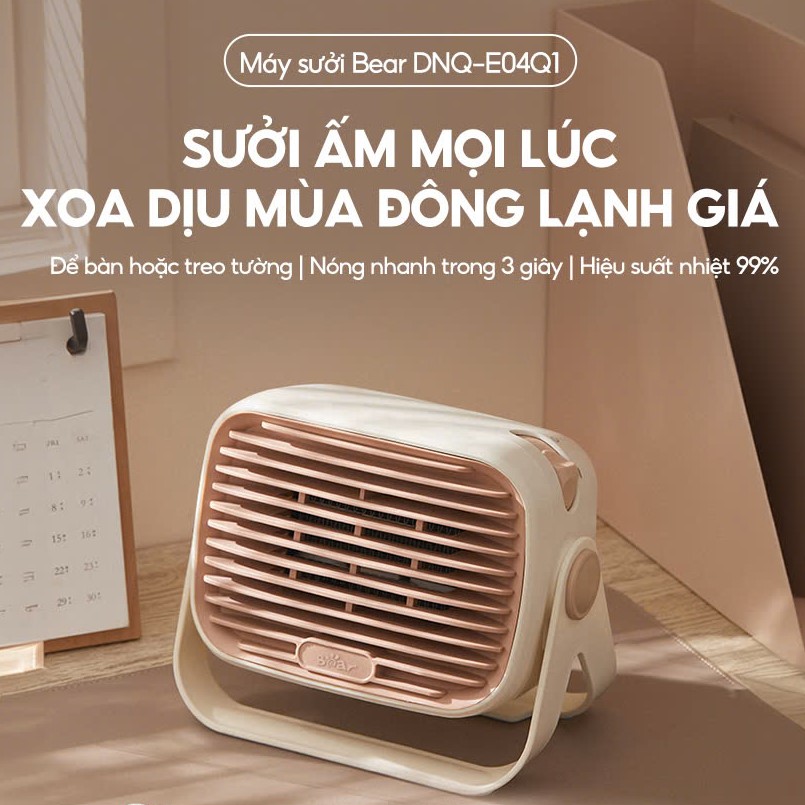 Máy sưởi Bear DNQ-E04Q1
SƯỞI ẤM MỌI LÚC
XOA DỊU MÙA ĐÔNG LẠNH GIÁ
Để bàn hoặc treo tường | Nóng nhanh trong 3 giây | Hiệu suất nhiệt 99%
Bear